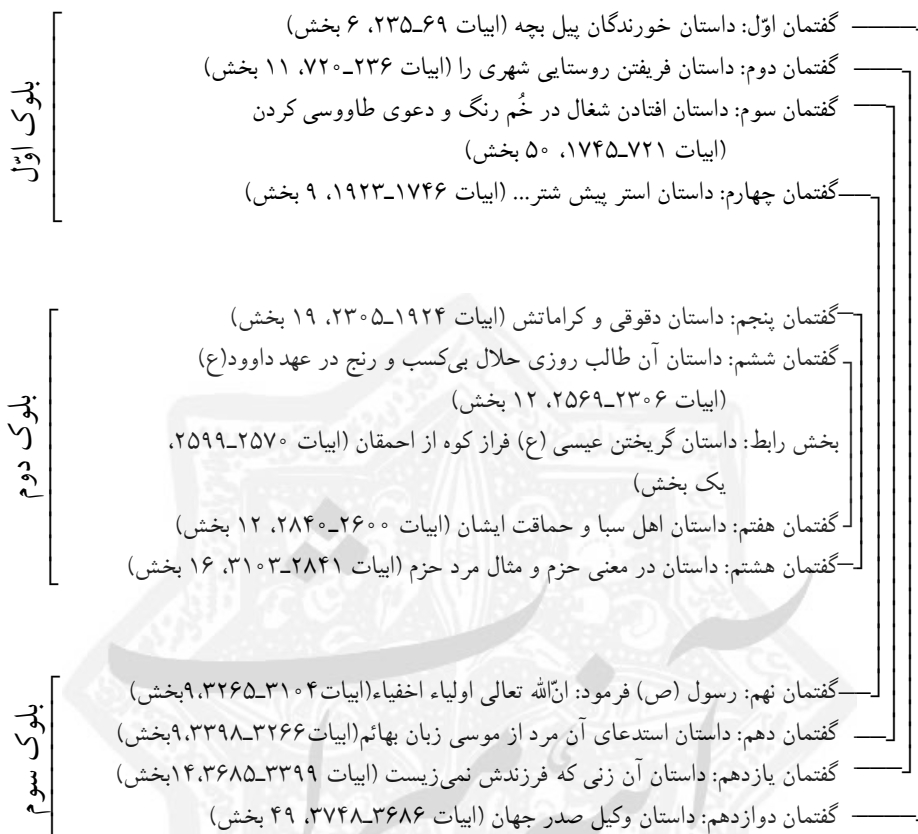 بلوک اوّل
گفتمان اوّل: داستان خورندگان پیل بچه (ابیات ۶۹ـ۲۳۵، ۶ بخش)
گفتمان دوم: داستان فریفتن روستایی شهری را (ابیات ۲۳۶ـ۷۲۰، ۱۱ بخش)
گفتمان سوم: داستان افتادن شغال در خُم رنگ و دعوی طاووسی کردن
(ابیات ۷۲۱ـ۱۷۴۵، ۵۰ بخش)
گفتمان چهارم: داستان استر پیش شتر... (ابیات ۱۷۴۶ـ۱۹۲۳، ۹ بخش)
بلوک دوم
گفتمان پنجم: داستان دقوقی و کراماتش (ابیات ۱۹۲۴ـ۲۳۰۵، ۱۹ بخش)
گفتمان ششم: داستان آن طالب روزی حلال بی‌کسب و رنج در عهد داوود(ع)
(ابیات ۲۳۰۶ـ۲۵۶۹، ۱۲ بخش)
بخش رابط: داستان گریختن عیسی (ع) فراز کوه از احمقان (ابیات ۲۵۷۰ـ۲۵۹۹،
یک بخش)
گفتمان هفتم: داستان اهل سبا و حماقت ایشان (ابیات ۲۶۰۰ـ۲۸۴۰، ۱۲ بخش)
گفتمان هشتم: داستان در معنی حزم و مثال مرد حزم (ابیات ۲۸۴۱ـ۳۱۰۳، ۱۶ بخش)
بلوک سوم
گفتمان نهم: رسول (ص) فرمود: انّ‌الله تعالی اولیاء اخفیاء(ابیات۳۱۰۴ـ۳۲۶۵،۹بخش)
گفتمان دهم: داستان استدعای آن مرد از موسی زبان بهائم(ابیات۳۲۶۶ـ۳۳۹۸،۹بخش)
گفتمان یازدهم: داستان آن زنی که فرزندش نمی‌زیست (ابیات ۳۳۹۹ـ۳۶۸۵،۱۴بخش)
گفتمان دوازدهم: داستان وکیل صدر جهان (ابیات ۳۶۸۶ـ۳۷۴۸، ۴۹ بخش)